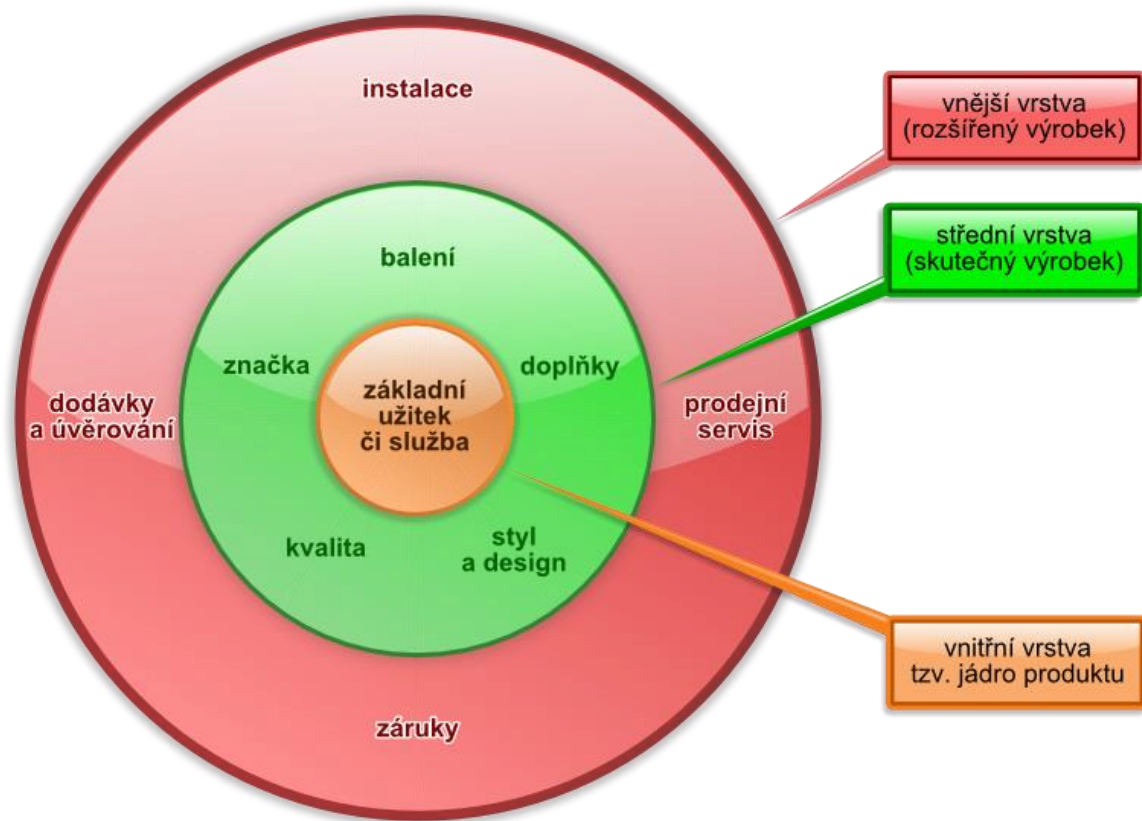 instalace
vnější vrstva
(rozšířený výrobek)
střední vrstva
(skutečný výrobek)
balení
značka
doplňky
základní
užitek
či služba
dodávky
a úvěrování
prodejní
servis
kvalita
styl
a design
vnitřní vrstva
tzv. jádro produktu
záruky